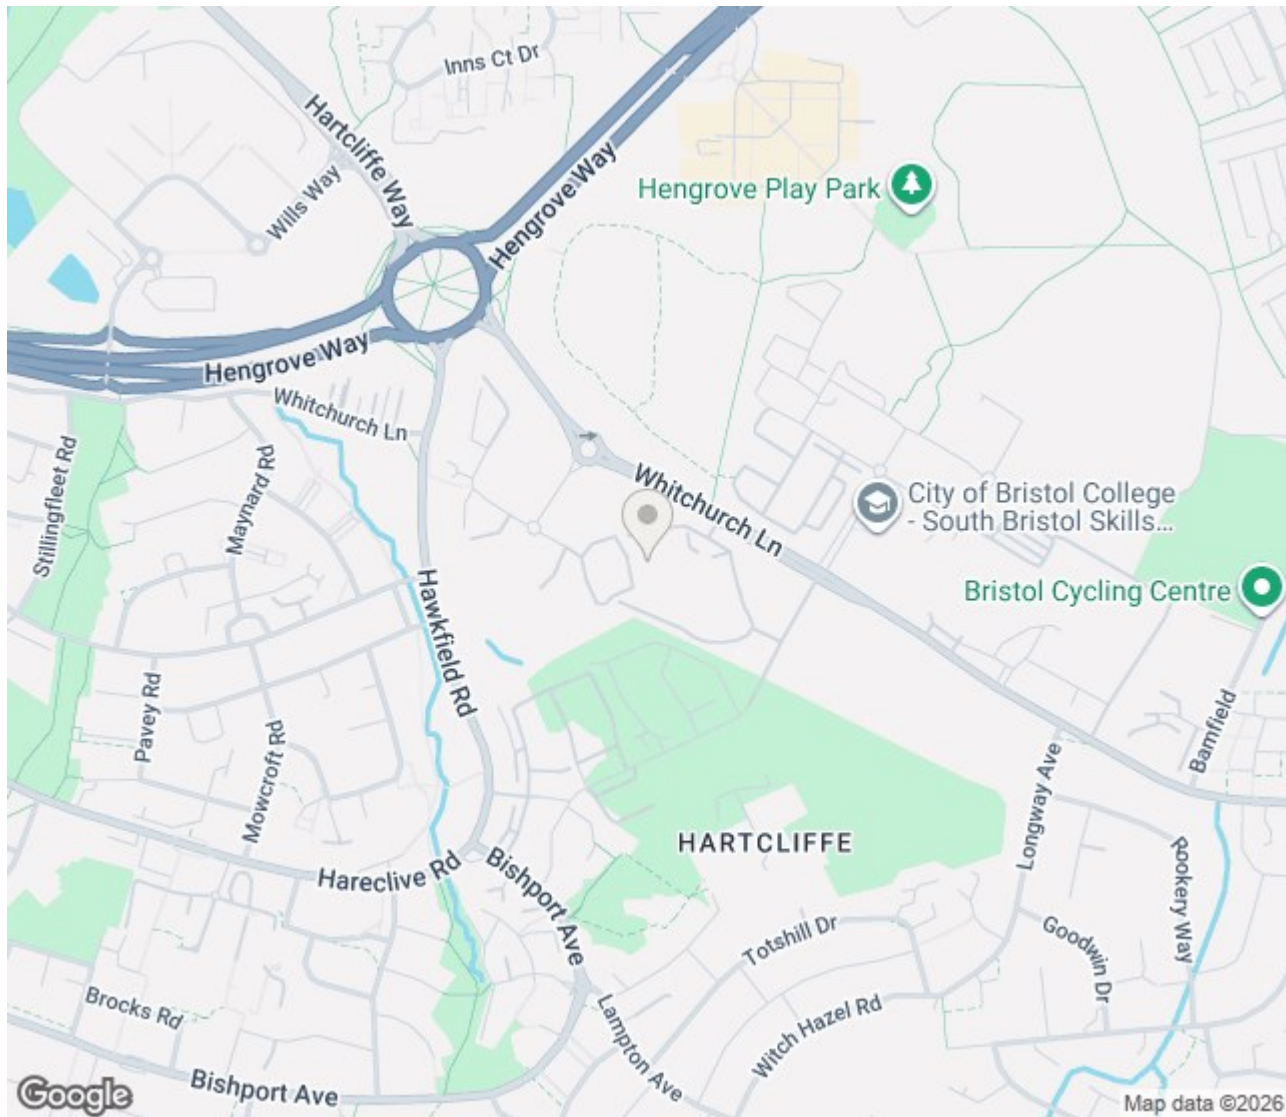 Inns Ct Dr
Hartcliffe Way
Wills Way
Hengrove Way
Hengrove Play Park
Hengrove Way
Whitchurch Ln
Stillingfleet Rd
Maynard Rd
Whitchurch Ln
City of Bristol College
- South Bristol Skills...
Bristol Cycling Centre
Hawkfield Rd
Pavey Rd
Mowcroft Rd
Bamfield
Longway Ave
HARTCLIFFE
Hareclive Rd
Bishport Ave
Rookery Way
Totshill Dr
Goodwin Dr
Brocks Rd
Witch Hazel Rd
Lampton Ave
Bishport Ave
Google
Map data ©2026